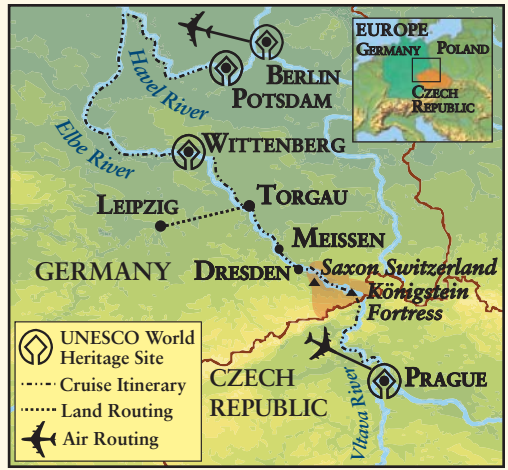 EUROPE
GERMANY
POLAND
CZECH
REPUBLIC
BERLIN
POTSDAM
Havel River
Elbe River
WITTENBERG
TORGAU
LEIPZIG
MEISSEN
DRESDEN
Saxon Switzerland
Königstein
Fortress
GERMANY
CZECH
REPUBLIC
PRAGUE
Vltava River
UNESCO World
Heritage Site
Cruise Itinerary
Land Routing
Air Routing